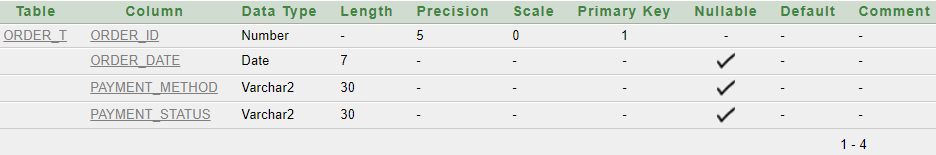 Table Column Data Type Length Precision Scale Primary Key Nullable Default Comment
ORDER_T ORDER_ID Number - 5 0 1 - - -
ORDER_DATE Date 7 - - - ✓ - -
PAYMENT_METHOD Varchar2 30 - - - ✓ - -
PAYMENT_STATUS Varchar2 30 - - - ✓ - -
1 - 4